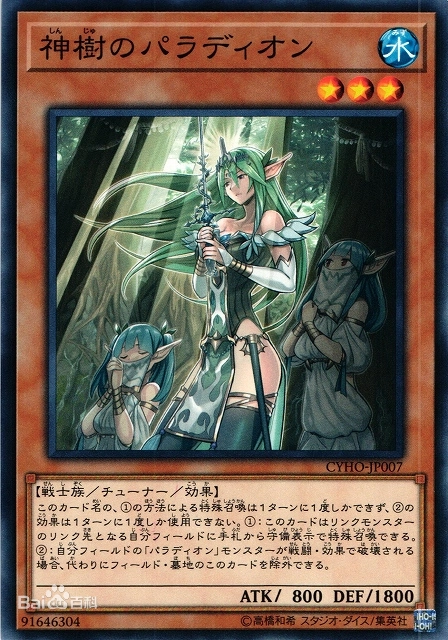 神樹のパラディオン
しん じゅ
水
みず
CYHO-JP007
【戦士族／チューナー／効果】
このカード名の、①の方法による特殊召喚は1ターンに1度しかできず、②の
効果は1ターンに1度しか使用できない。①：このカードはリンクモンスター
のリンク先となる自分フィールドに手札から守備表示で特殊召喚できる。
②：自分フィールドの「パラディオン」モンスターが戦闘・効果で破壊される
場合、代わりにフィールド・墓地のこのカードを除外できる。
ATK/ 800 DEF/1800
91646304
©高橋和希 スタジオ・ダイス/集英社
Bai百科